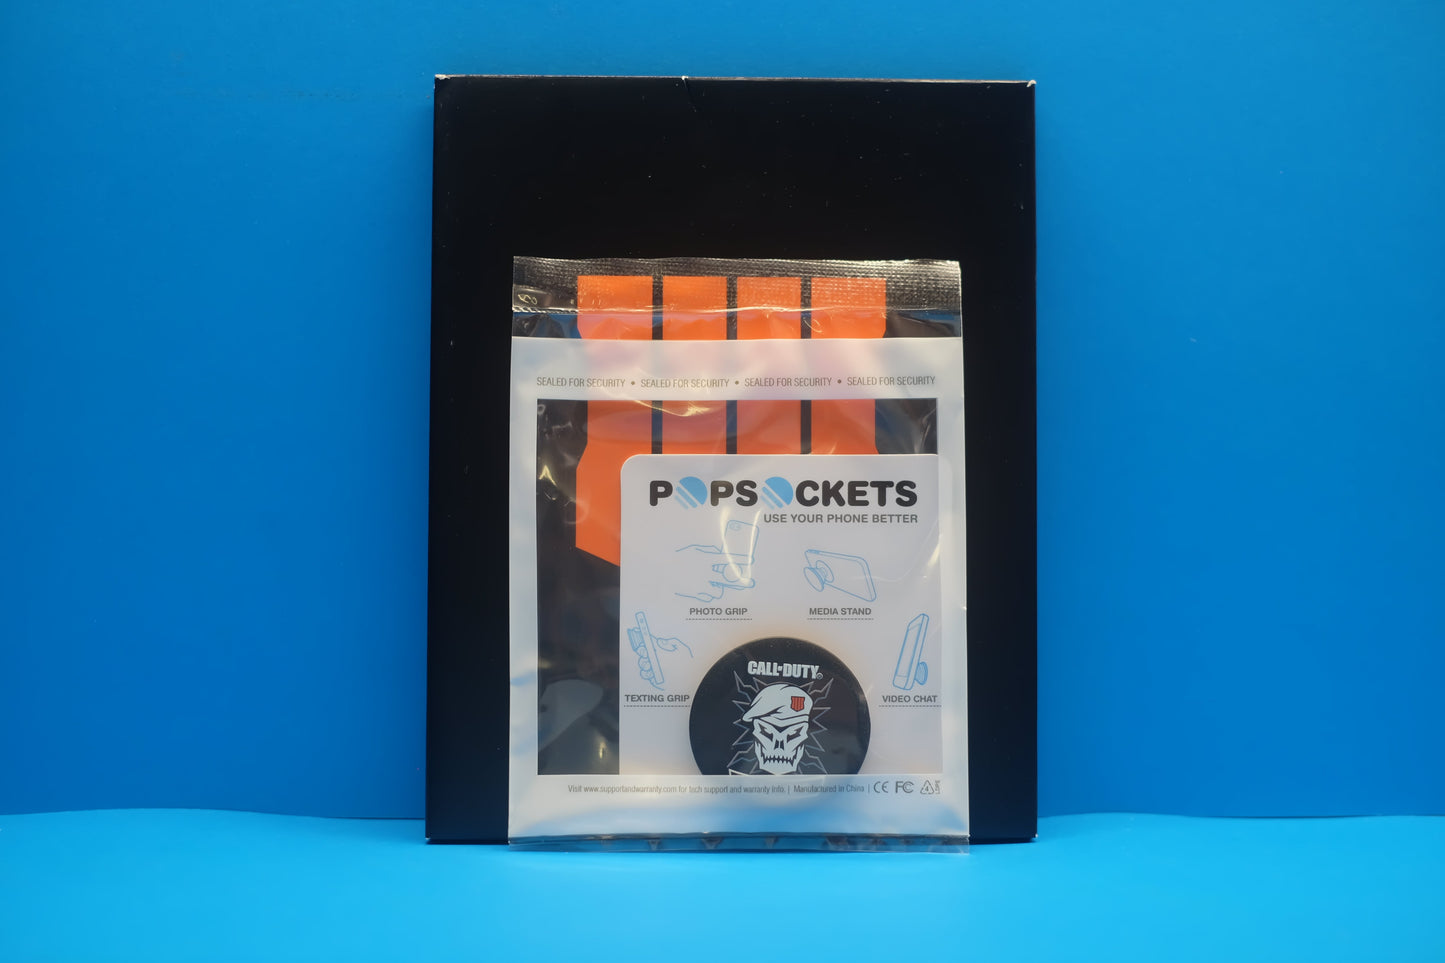 SEALED FOR SECURITY • SEALED FOR SECURITY • SEALED FOR SECURITY • SEALED FOR SECURITY
POPSOCKETS
USE YOUR PHONE BETTER
PHOTO GRIP
MEDIA STAND
TEXTING GRIP
VIDEO CHAT
CALL•DUTY®
Visit www.supportandwarranty.com for tech support and warranty info. | Manufactured in China | CE FC